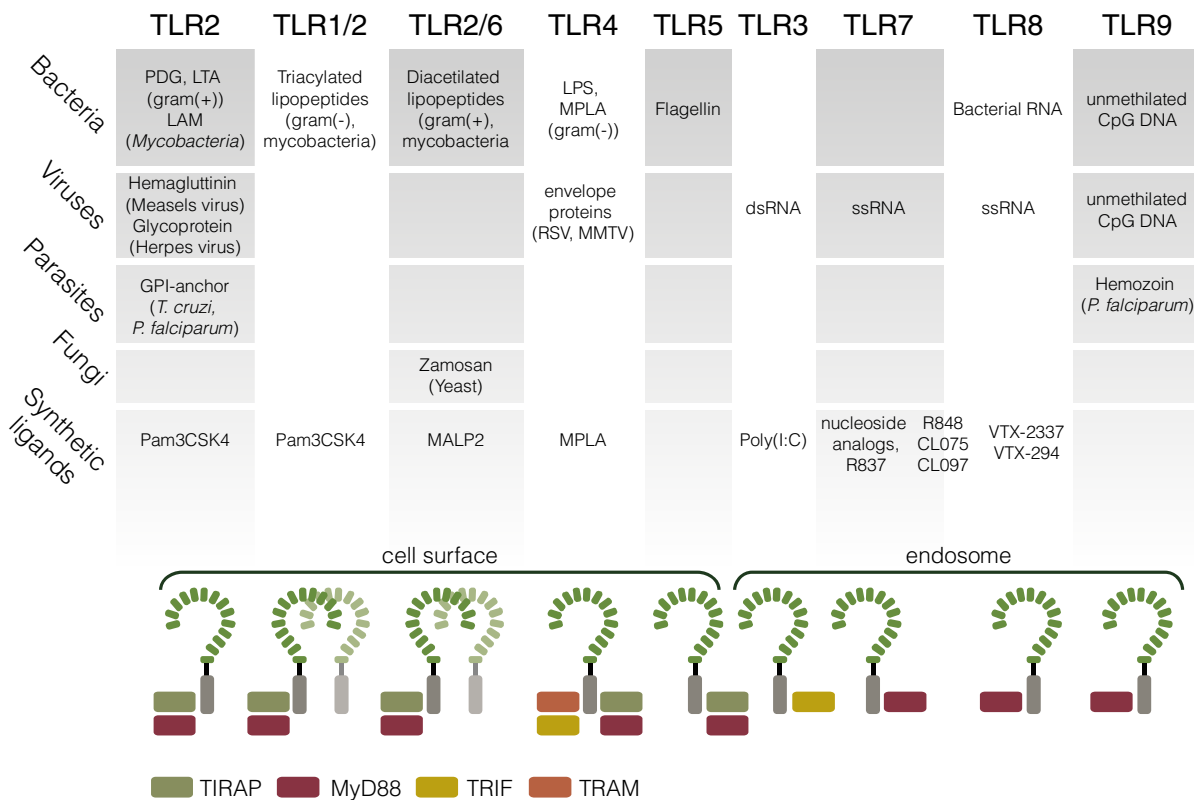 TLR2 TLR1/2 TLR2/6 TLR4 TLR5 TLR3 TLR7 TLR8 TLR9
Bacteria
PDG, LTA
(gram(+))
LAM
(Mycobacteria)
Triacylated
lipopeptides
(gram(-),
mycobacteria)
Diacetilated
lipopeptides
(gram(+),
mycobacteria
LPS,
MPLA
(gram(-))
Flagellin
Bacterial RNA
unmethilated
CpG DNA
Viruses
Hemagluttinin
(Measels virus)
Glycoprotein
(Herpes virus)
envelope
proteins
(RSV, MMTV)
dsRNA
ssRNA
ssRNA
unmethilated
CpG DNA
Parasites
GPI-anchor
(T. cruzi,
P. falciparum)
Hemozoin
(P. falciparum)
Fungi
Zamosan
(Yeast)
Synthetic
ligands
Pam3CSK4
Pam3CSK4
MALP2
MPLA
Poly(I:C)
nucleoside
analogs,
R837
R848
CL075
CL097
VTX-2337
VTX-294
cell surface
endosome
TIRAP MyD88 TRIF TRAM